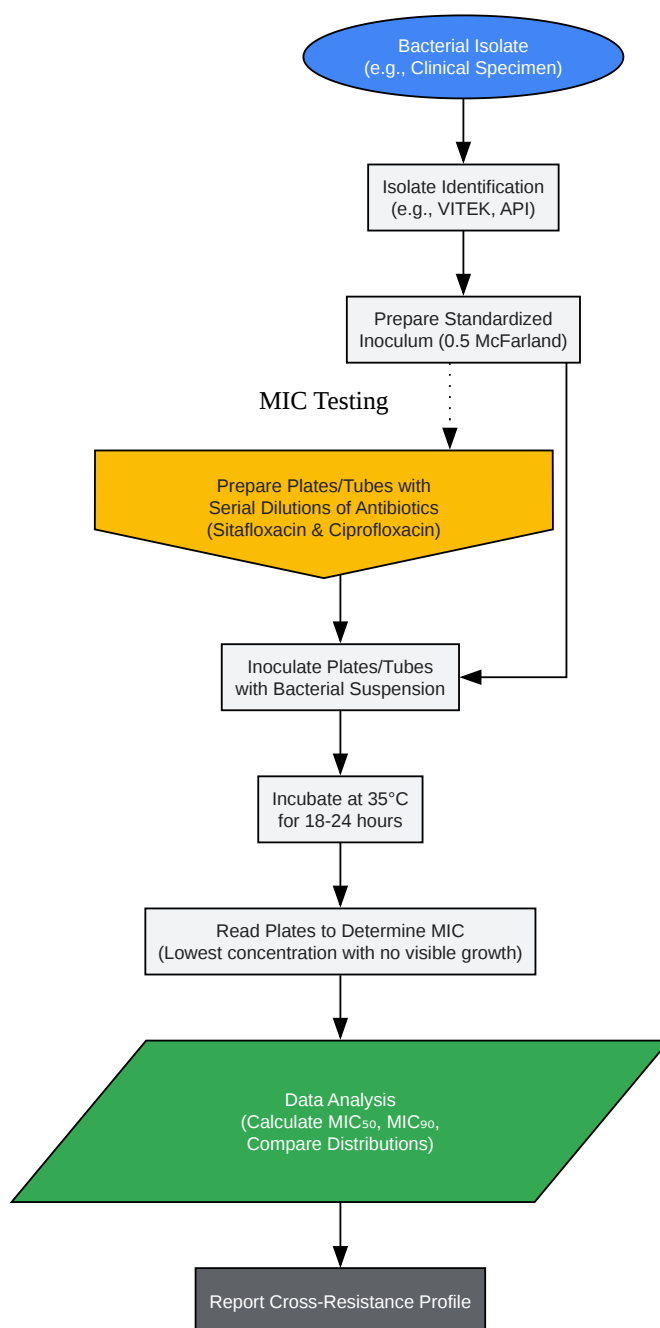 Bacterial Isolate
(e.g., Clinical Specimen)
Isolate Identification
(e.g., VITEK, API)
Prepare Standardized
Inoculum (0.5 McFarland)
MIC Testing
Prepare Plates/Tubes with
Serial Dilutions of Antibiotics
(Sitafloxacin & Ciprofloxacin)
Inoculate Plates/Tubes
with Bacterial Suspension
Incubate at 35°C
for 18-24 hours
Read Plates to Determine MIC
(Lowest concentration with no visible growth)
Data Analysis
(Calculate MIC₅₀, MIC₉₀,
Compare Distributions)
Report Cross-Resistance Profile